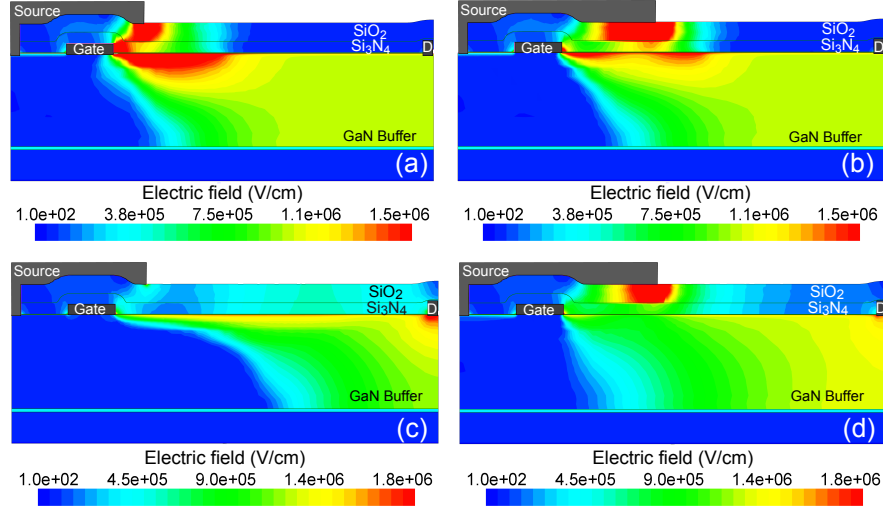 Source
SiO2
Si3N4
Gate
D
GaN Buffer
(a)
Electric field (V/cm)
1.0e+02 3.8e+05 7.5e+05 1.1e+06 1.5e+06
Source
SiO2
Si3N4
Gate
D
GaN Buffer
(b)
Electric field (V/cm)
1.0e+02 3.8e+05 7.5e+05 1.1e+06 1.5e+06
Source
SiO2
Si3N4
Gate
D
GaN Buffer
(c)
Electric field (V/cm)
1.0e+02 4.5e+05 9.0e+05 1.4e+06 1.8e+06
Source
SiO2
Si3N4
Gate
D
GaN Buffer
(d)
Electric field (V/cm)
1.0e+02 4.5e+05 9.0e+05 1.4e+06 1.8e+06